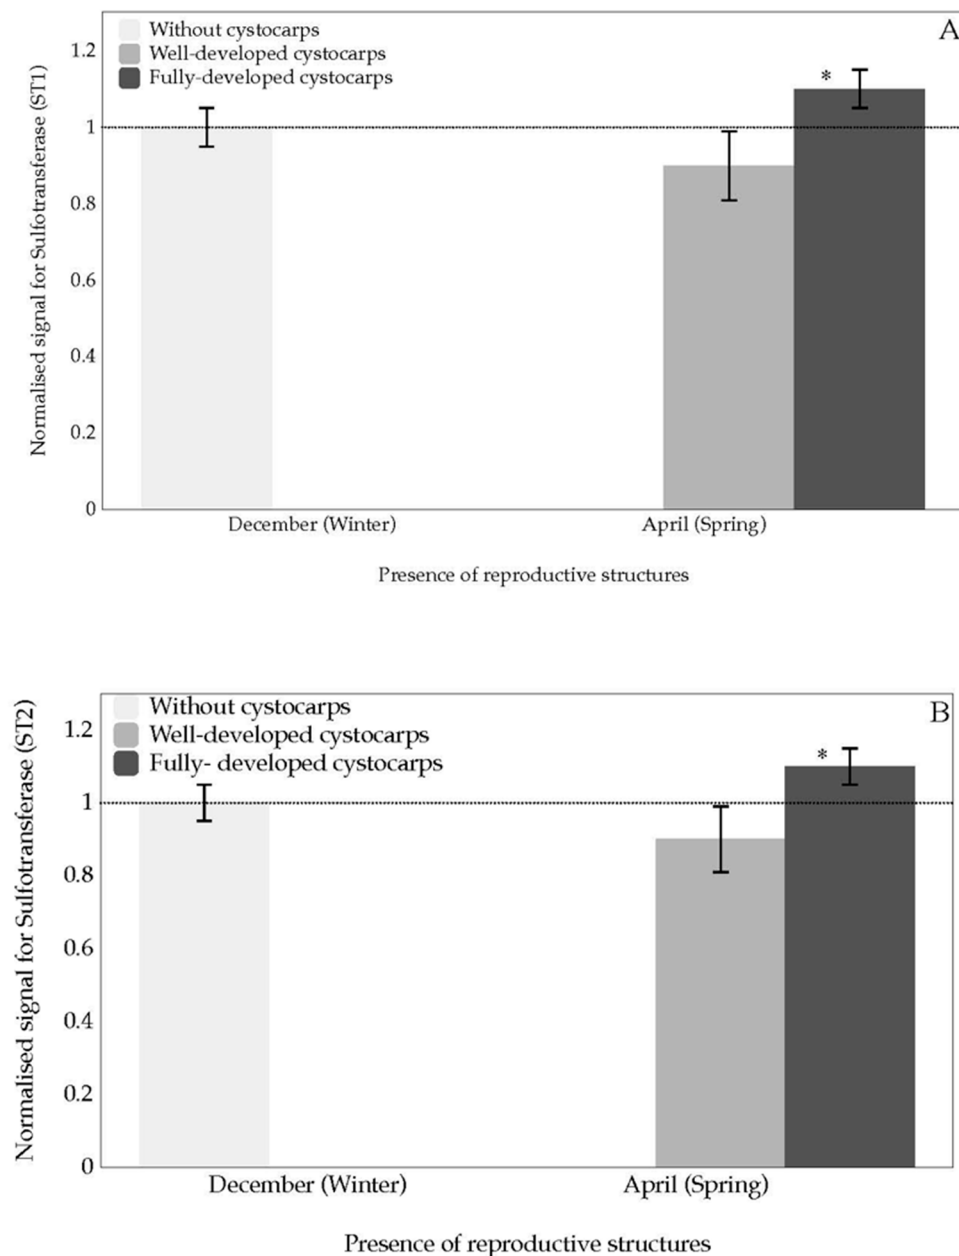 A
Without cystocarps
Well-developed cystocarps
Fully-developed cystocarps
Normalised signal for Sulfotransferase (ST1)
1.2
1
0.8
0.6
0.4
0.2
0
*
December (Winter) April (Spring)
Presence of reproductive structures
B
Without cystocarps
Well-developed cystocarps
Fully- developed cystocarps
Normalised signal for Sulfotransferase (ST2)
1.2
1
0.8
0.6
0.4
0.2
0
*
December (Winter) April (Spring)
Presence of reproductive structures